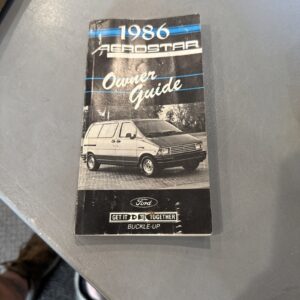 1986
AEROSTAR
Owner
Guide
Ford
GET IT TOGETHER
BUCKLE-UP